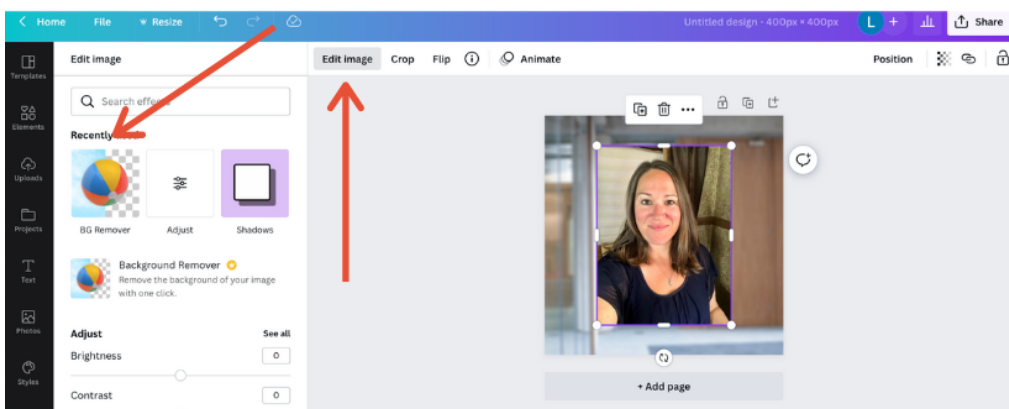 Home File Resize Untitled design - 400px × 400px L + Share
Templates
Elements
Uploads
Projects
Text
Photos
Styles
Edit image
Search effects
Recently
BG Remover Adjust Shadows
Background Remover
Remove the background of your image
with one click.
Adjust See all
Brightness 0
Contrast 0
Edit image Crop Flip Animate Position
+ Add page